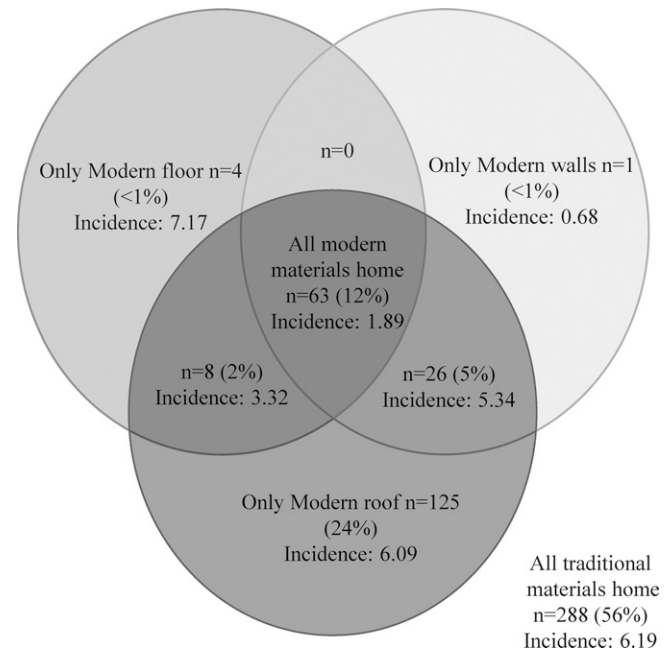 n=0
Only Modern floor n=4
(<1%)
Incidence: 7.17
Only Modern walls n=1
(<1%)
Incidence: 0.68
All modern
materials home
n=63 (12%)
Incidence: 1.89
n=8 (2%)
Incidence: 3.32
n=26 (5%)
Incidence: 5.34
Only Modern roof n=125
(24%)
Incidence: 6.09
All traditional
materials home
n=288 (56%)
Incidence: 6.19